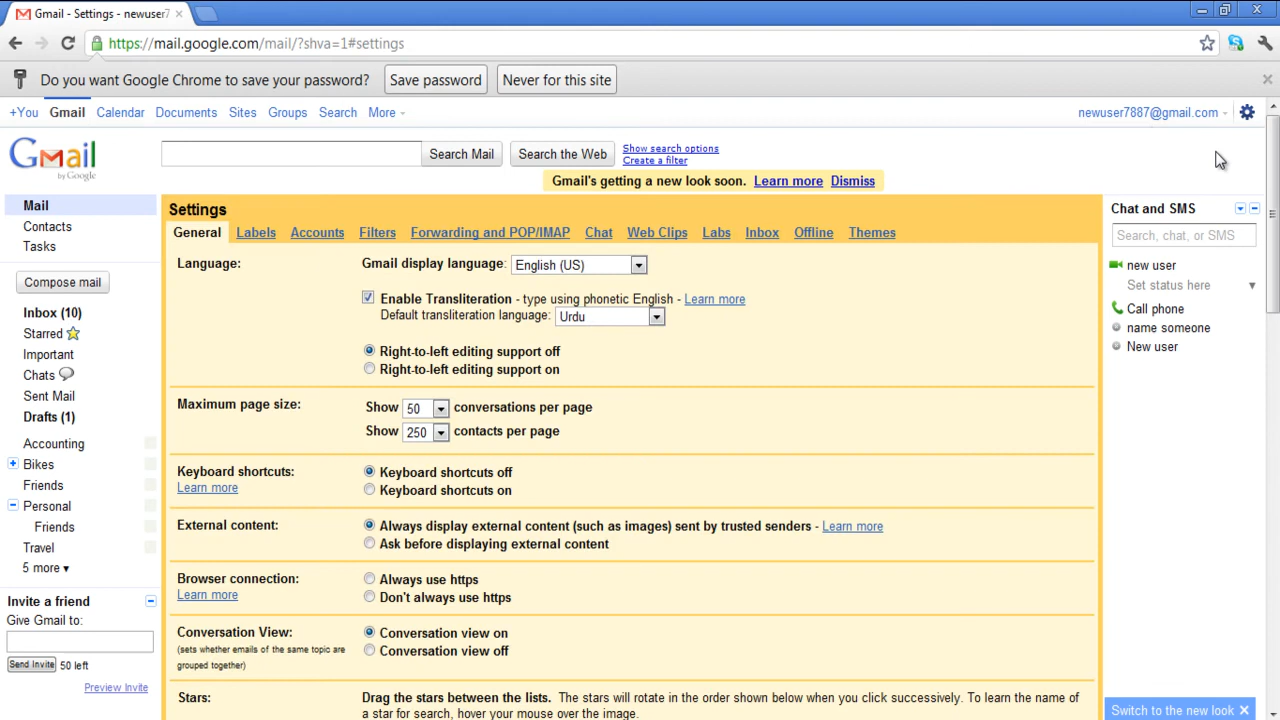 Gmail - Settings - newuser7
https://mail.google.com/mail/?shva=1#settings
Do you want Google Chrome to save your password? Save password Never for this site
+You Gmail Calendar Documents Sites Groups Search More newuser7887@gmail.com
Gmail
by Google
Search Mail Search the Web Show search options
Create a filter
Gmail's getting a new look soon. Learn more Dismiss
Mail
Contacts
Tasks
Compose mail
Inbox (10)
Starred
Important
Chats
Sent Mail
Drafts (1)
Accounting
Bikes
Friends
Personal
Friends
Travel
5 more
Invite a friend
Give Gmail to:
Send Invite 50 left
Preview Invite
Settings
General Labels Accounts Filters Forwarding and POP/IMAP Chat Web Clips Labs Inbox Offline Themes
Language: Gmail display language: English (US)
Enable Transliteration - type using phonetic English - Learn more
Default transliteration language: Urdu
Right-to-left editing support off
Right-to-left editing support on
Maximum page size: Show 50 conversations per page
Show 250 contacts per page
Keyboard shortcuts: Keyboard shortcuts off
Learn more Keyboard shortcuts on
External content: Always display external content (such as images) sent by trusted senders - Learn more
Ask before displaying external content
Browser connection: Always use https
Learn more Don't always use https
Conversation View: Conversation view on
(sets whether emails of the same topic are Conversation view off
grouped together)
Stars: Drag the stars between the lists. The stars will rotate in the order shown below when you click successively. To learn the name of
a star for search, hover your mouse over the image.
Chat and SMS
Search, chat, or SMS
new user
Set status here
Call phone
name someone
New user
Switch to the new look